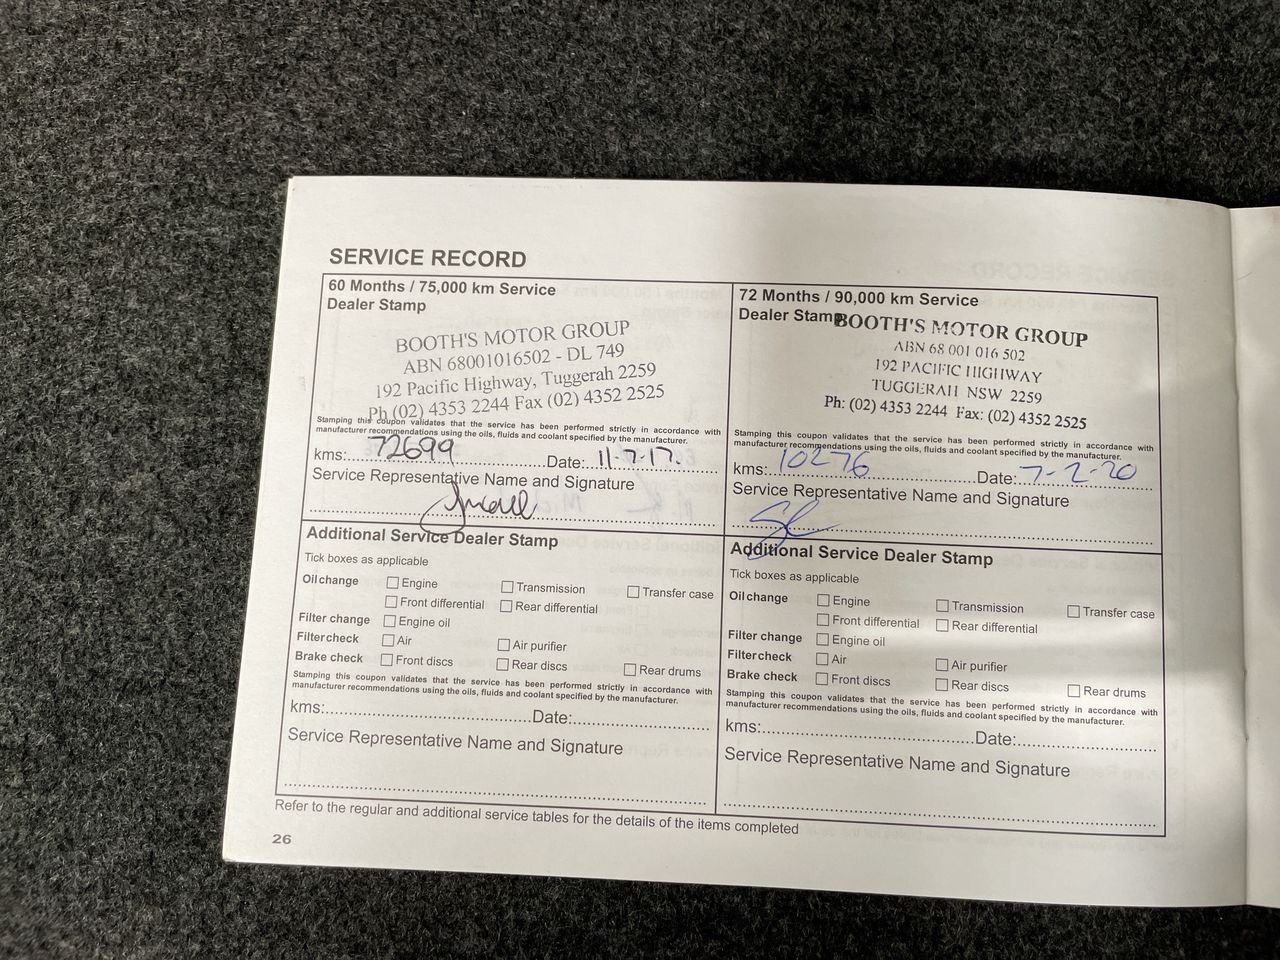 SERVICE RECORD
60 Months / 75,000 km Service
Dealer Stamp
BOOTH'S MOTOR GROUP
ABN 68001016502 - DL 749
192 Pacific Highway, Tuggerah 2259
Ph (02) 4353 2244 Fax (02) 4352 2525
Stamping this coupon validates that the service has been performed strictly in accordance with
manufacturer recommendations using the oils, fluids and coolant specified by the manufacturer.
kms: 72699 Date: 11-7-17.
Service Representative Name and Signature
Additional Service Dealer Stamp
Tick boxes as applicable
Oil change Engine Transmission Transfer case
Front differential Rear differential
Filter change Engine oil
Filter check Air Air purifier
Brake check Front discs Rear discs Rear drums
Stamping this coupon validates that the service has been performed strictly in accordance with
manufacturer recommendations using the oils, fluids and coolant specified by the manufacturer.
kms: Date:
Service Representative Name and Signature
72 Months / 90,000 km Service
Dealer Stamp
BOOTH'S MOTOR GROUP
ABN 68 001 016 502
192 PACIFIC HIGHWAY
TUGGERAH NSW 2259
Ph: (02) 4353 2244 Fax: (02) 4352 2525
Stamping this coupon validates that the service has been performed strictly in accordance with
manufacturer recommendations using the oils, fluids and coolant specified by the manufacturer.
kms: 10276 Date: 7-2-20
Service Representative Name and Signature
Additional Service Dealer Stamp
Tick boxes as applicable
Oil change Engine Transmission Transfer case
Front differential Rear differential
Filter change Engine oil
Filter check Air Air purifier
Brake check Front discs Rear discs Rear drums
Stamping this coupon validates that the service has been performed strictly in accordance with
manufacturer recommendations using the oils, fluids and coolant specified by the manufacturer.
kms: Date:
Service Representative Name and Signature
Refer to the regular and additional service tables for the details of the items completed
26